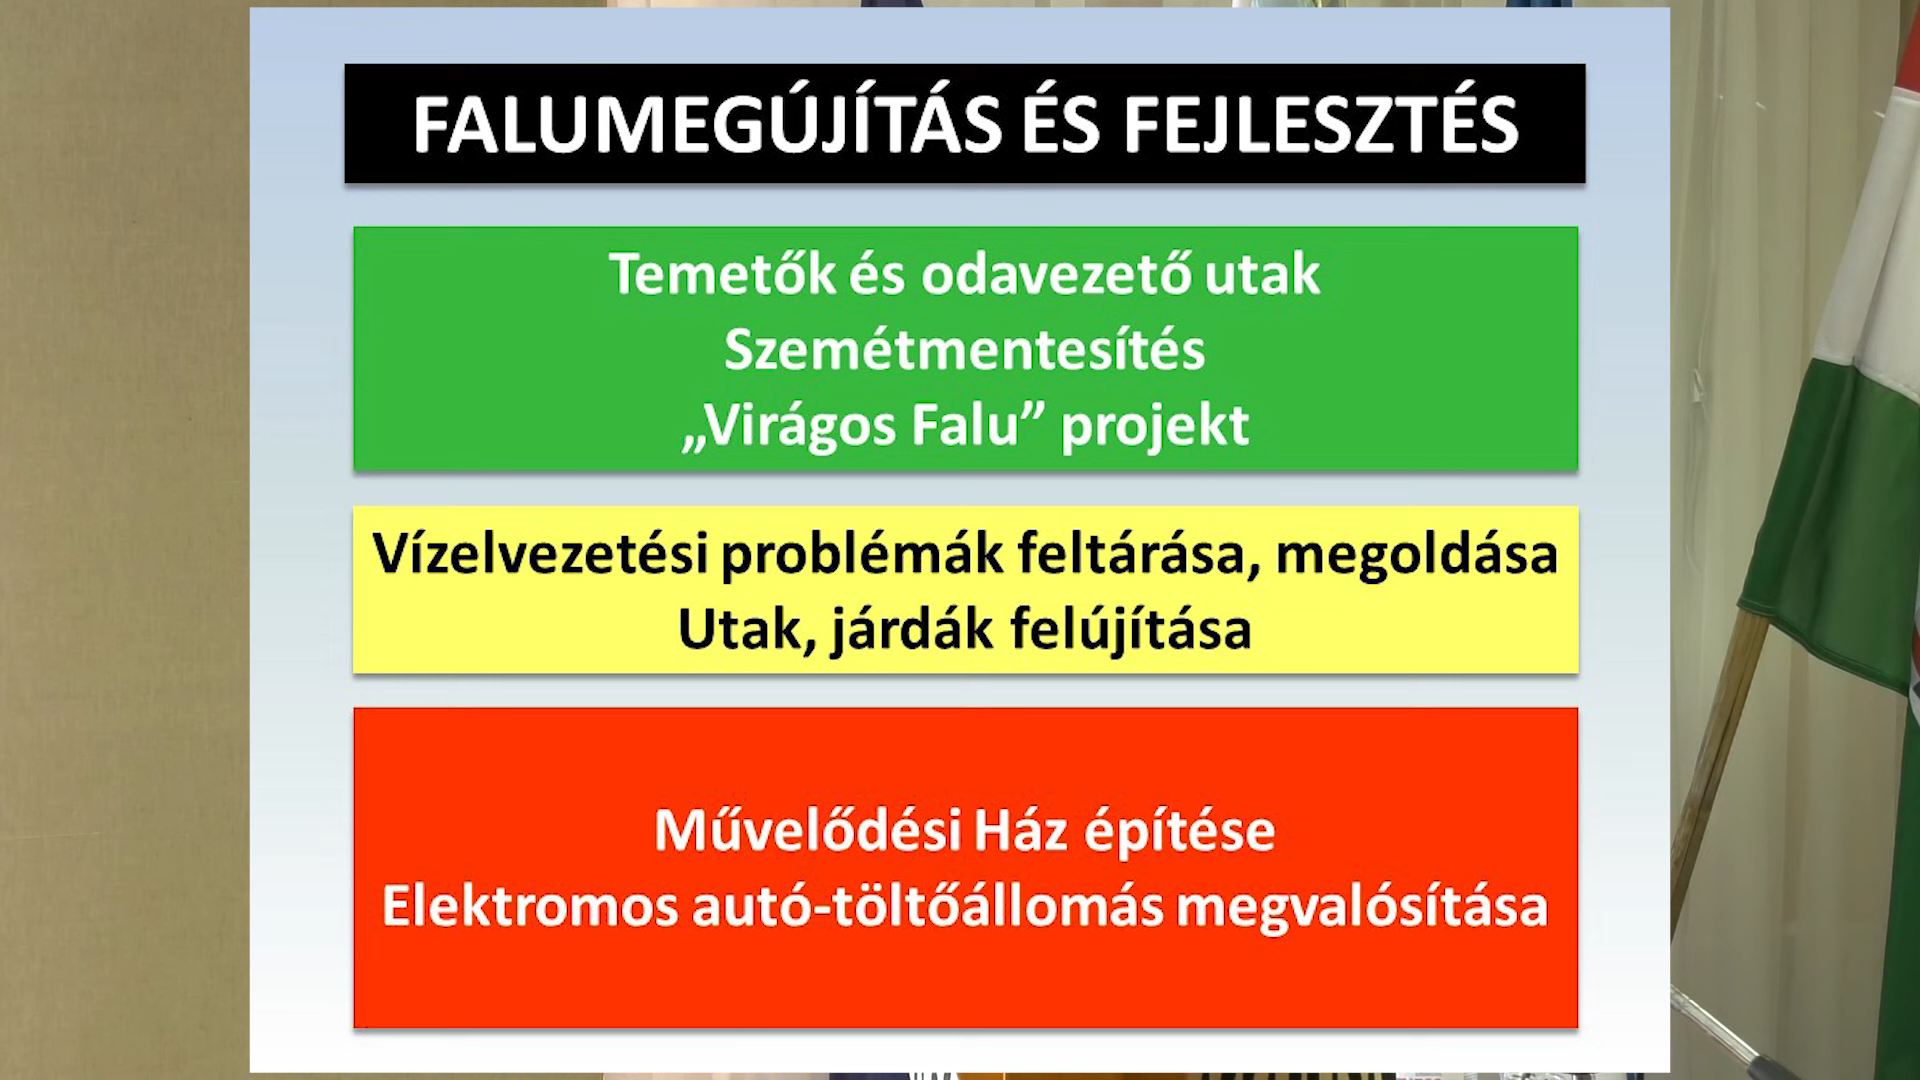 FALUMEGÚJÍTÁS ÉS FEJLESZTÉS
Temetők és odavezető utak
Szemétmentesítés
„Virágos Falu” projekt
Vízelvezetési problémák feltárása, megoldása
Utak, járdák felújítása
Művelődési Ház építése
Elektromos autó-töltőállomás megvalósítása